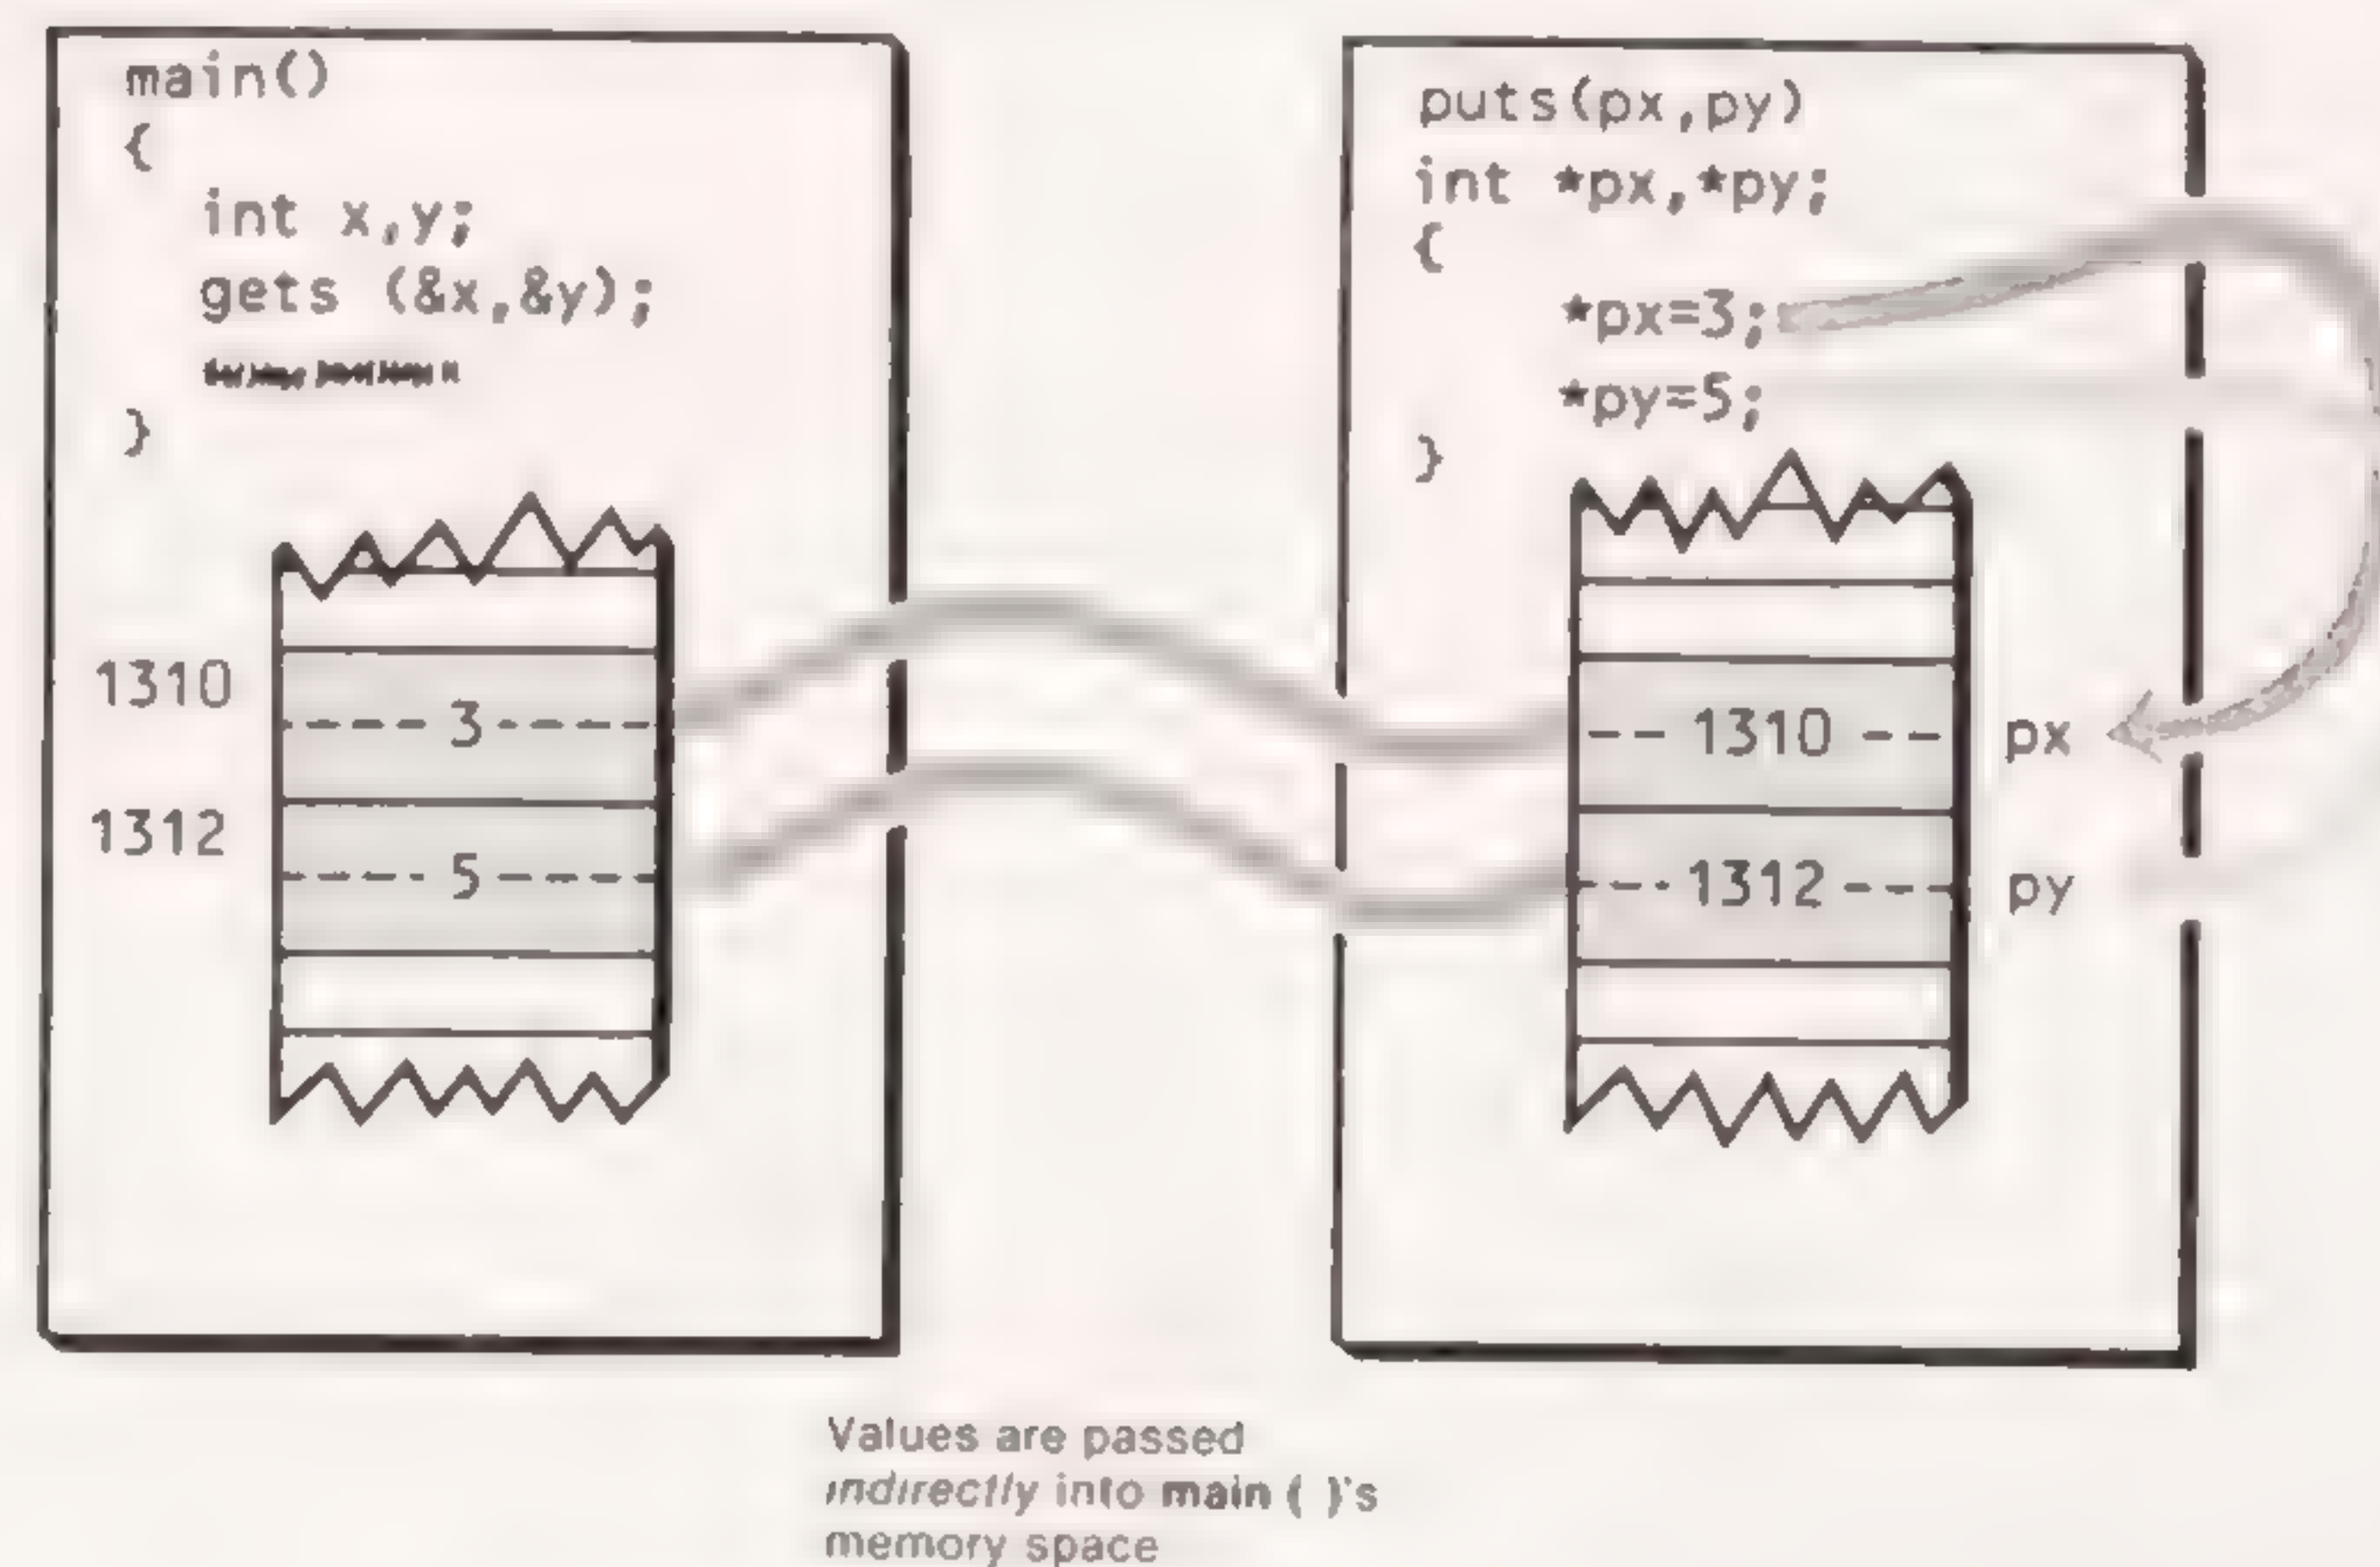 main()
{
int x,y;
gets (&x,&y);
}
1310
3
1312
5
puts(px,py)
int *px,*py;
{
*px=3;
*py=5;
}
1310 px
1312 py
Values are passed
indirectly into main ( )'s
memory space